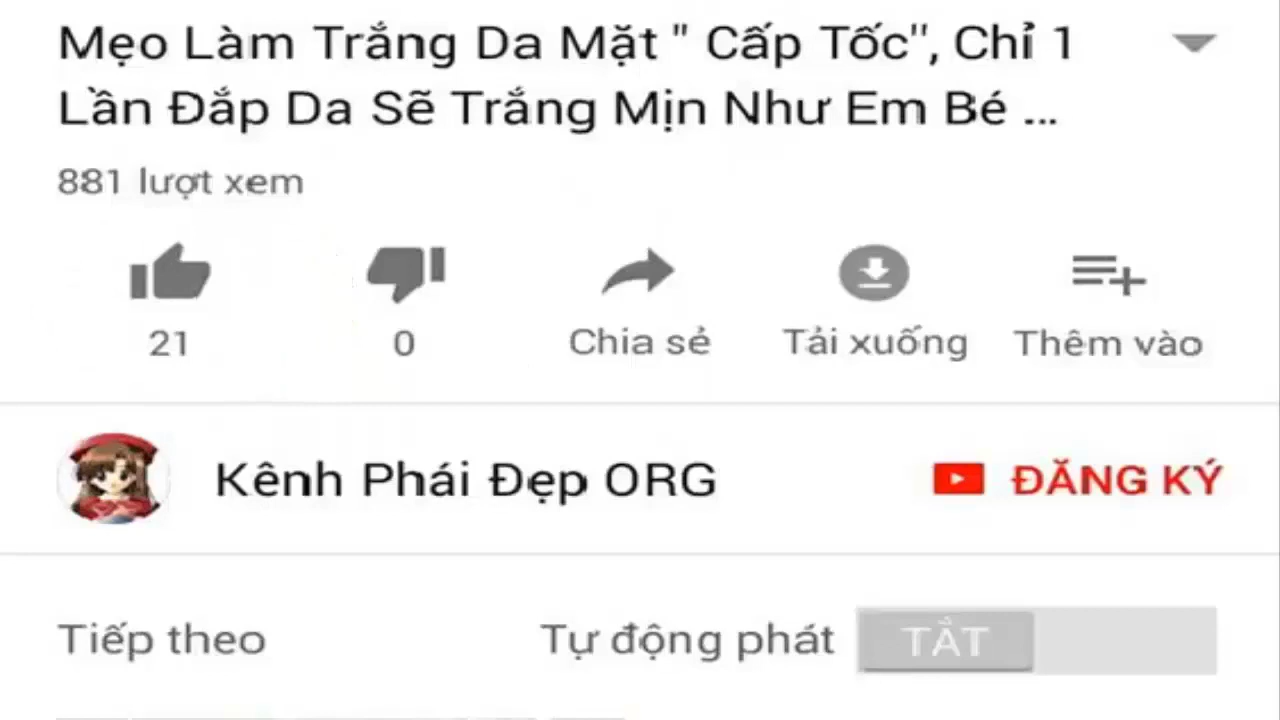 Mẹo Làm Trắng Da Mặt " Cấp Tốc", Chỉ 1
Lần Đắp Da Sẽ Trắng Mịn Như Em Bé ...
881 lượt xem
21
0
Chia sẻ
Tải xuống
Thêm vào
Kênh Phái Đẹp ORG
ĐĂNG KÝ
Tiếp theo
Tự động phát
TẮT